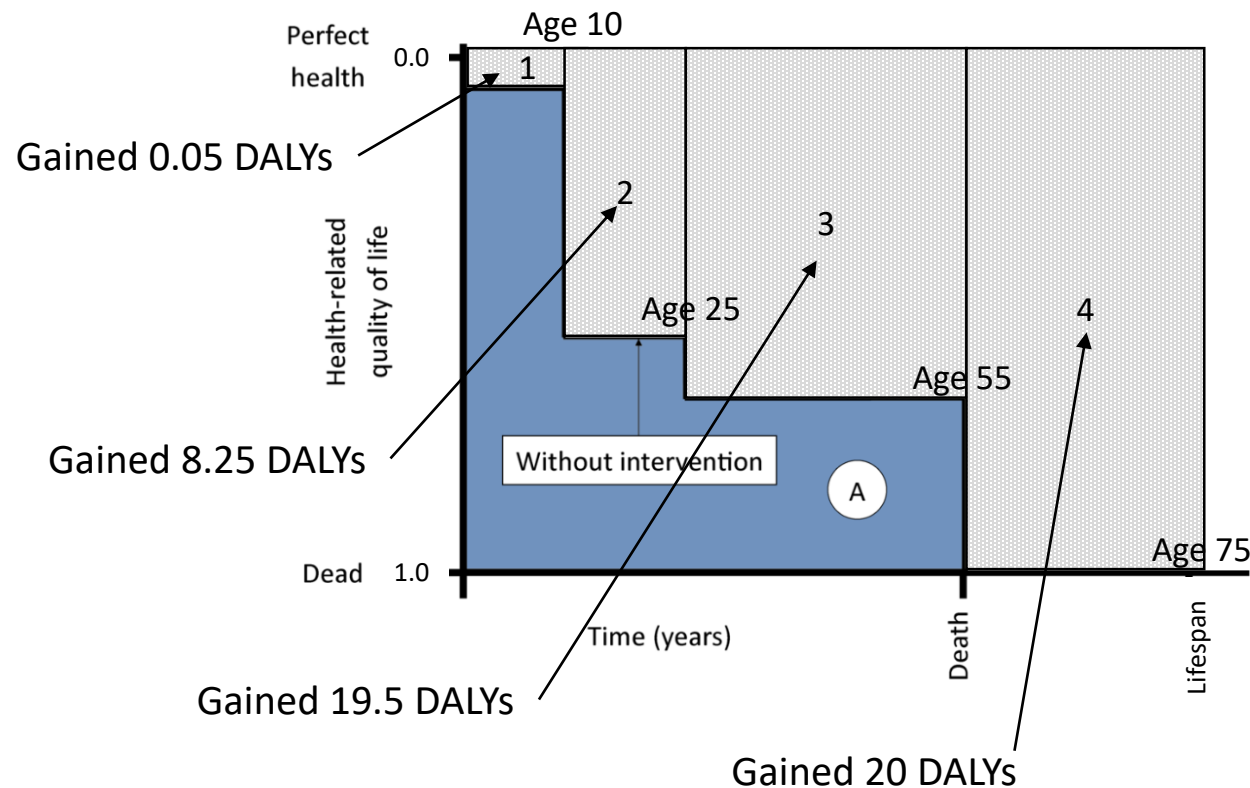 Age 10
Perfect
health
0.0
1
Gained 0.05 DALYs
2
3
Health-related
quality of life
Age 25
4
Age 55
Gained 8.25 DALYs
Without intervention
A
Age 75
Dead
1.0
Time (years)
Death
Lifespan
Gained 19.5 DALYs
Gained 20 DALYs